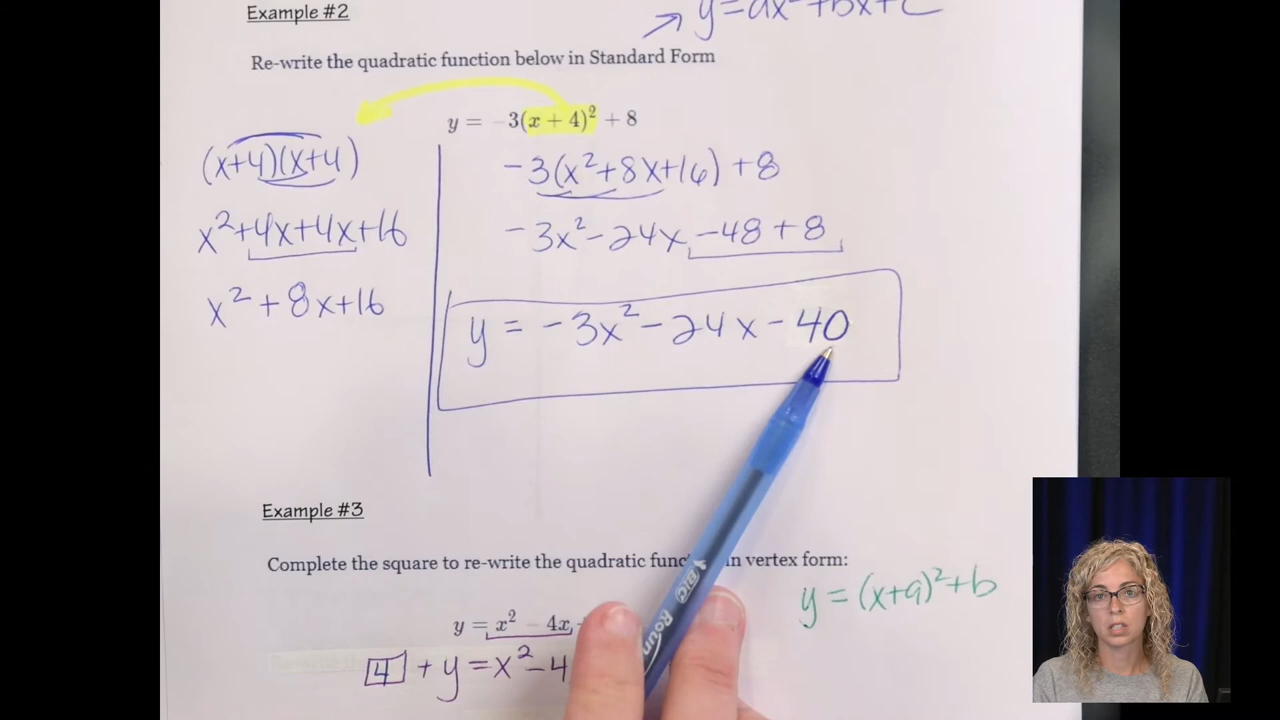 Example #2
y=ax²+bx+c
Re-write the quadratic function below in Standard Form
y = -3(x + 4)² + 8
(x+4)(x+4)
-3(x²+8x+16)+8
x²+4x+4x+16
-3x²-24x-48+8
x²+8x+16
y = -3x²-24x-40
Example #3
Complete the square to re-write the quadratic in vertex form:
y=(x+a)²+b
y = x² - 4x
4 + y = x² - 4
BIC Roun